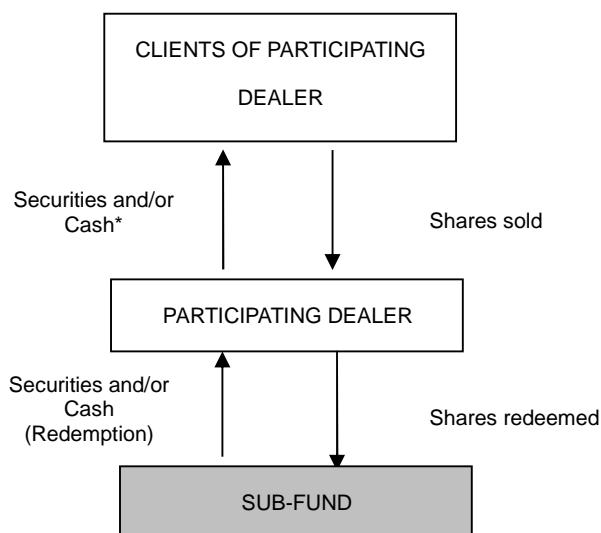 CLIENTS OF PARTICIPATING
DEALER
Securities and/or
Cash*
Shares sold
PARTICIPATING DEALER
Securities and/or
Cash
(Redemption)
Shares redeemed
SUB-FUND